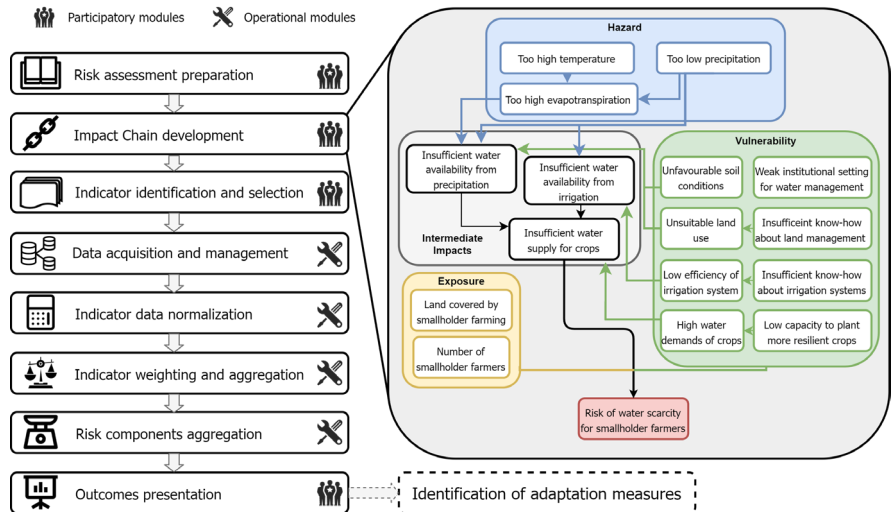 Participatory modules
Operational modules
Risk assessment preparation
Impact Chain development
Indicator identification and selection
Data acquisition and management
Indicator data normalization
Indicator weighting and aggregation
Risk components aggregation
Outcomes presentation
Identification of adaptation measures
Hazard
Too high temperature
Too low precipitation
Too high evapotranspiration
Insufficient water
availability from
precipitation
Insufficient water
availability from
irrigation
Insufficient water
supply for crops
Intermediate
Impacts
Vulnerability
Unfavourable soil
conditions
Weak institutional setting
for water management
Unsuitable land
use
Insufficeint know-how
about land management
Low efficiency of
irrigation system
Insufficient know-how
about irrigation systems
High water
demands of crops
Low capacity to plant
more resilient crops
Exposure
Land covered by
smallholder farming
Number of
smallholder farmers
Risk of water scarcity
for smallholder farmers